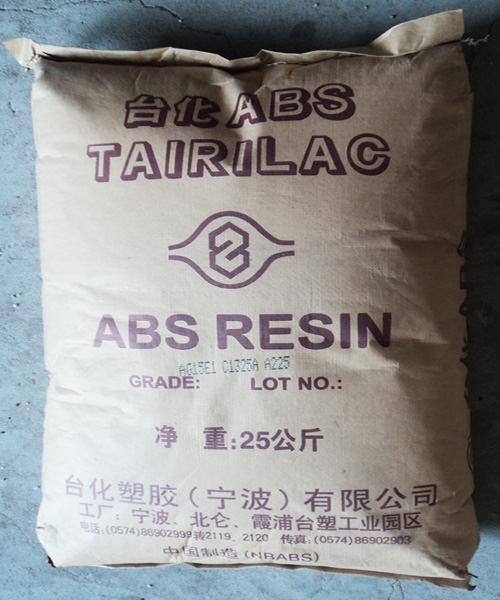 台化ABS
TAIRILAC
ABS RESIN
AG15E1 C1325A A225
GRADE: LOT NO.:
净 重:25公斤
台化塑胶(宁波)有限公司
工厂:宁波、北仑、霞浦台塑工业园区
电话:(0574)86902999转2119、2120 传真:(0574)86902903
中国制造(NBABS)